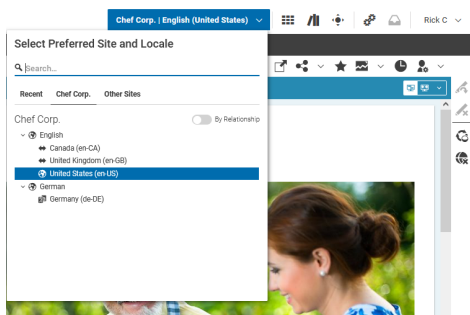 Chef Corp. | English (United States)
Rick C
Select Preferred Site and Locale
Search...
Recent
Chef Corp.
Other Sites
Chef Corp.
By Relationship
English
Canada (en-CA)
United Kingdom (en-GB)
United States (en-US)
German
Germany (de-DE)